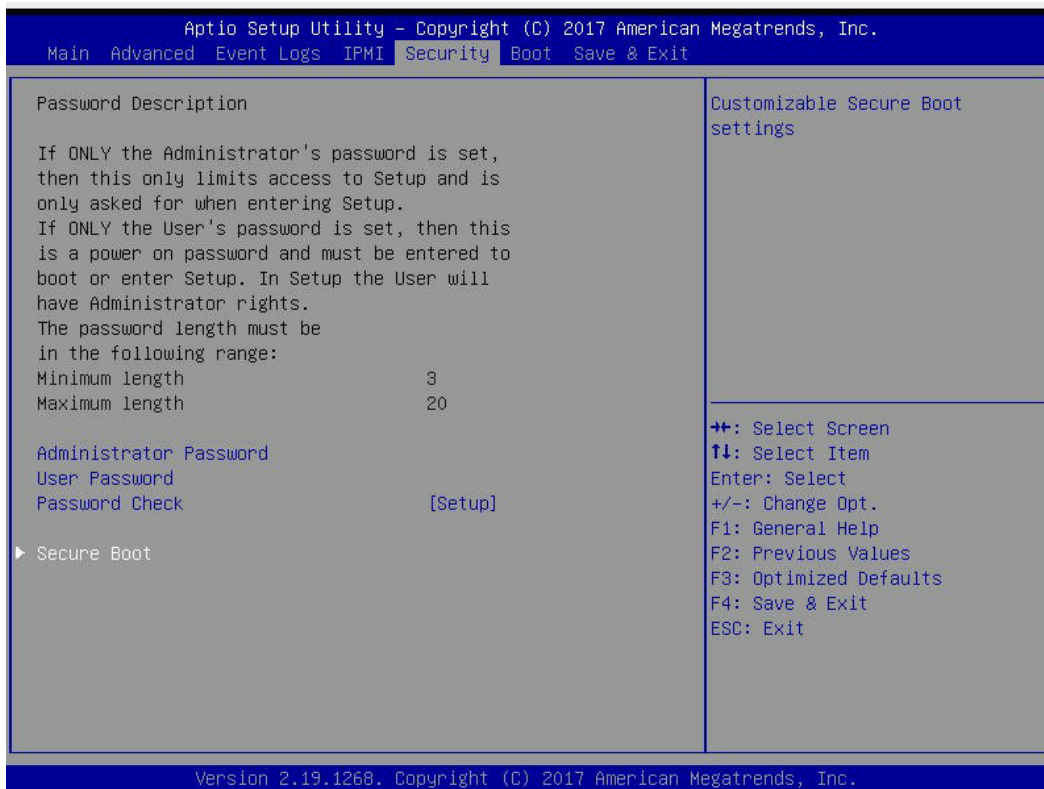 Aptio Setup Utility – Copyright (C) 2017 American Megatrends, Inc.
Main Advanced Event Logs IPMI Security Boot Save & Exit
Password Description
If ONLY the Administrator's password is set,
then this only limits access to Setup and is
only asked for when entering Setup.
If ONLY the User's password is set, then this
is a power on password and must be entered to
boot or enter Setup. In Setup the User will
have Administrator rights.
The password length must be
in the following range:
Minimum length 3
Maximum length 20
Administrator Password
User Password
Password Check [Setup]
▶ Secure Boot
Customizable Secure Boot
settings
→←: Select Screen
↑↓: Select Item
Enter: Select
+/-: Change Opt.
F1: General Help
F2: Previous Values
F3: Optimized Defaults
F4: Save & Exit
ESC: Exit
Version 2.19.1268. Copyright (C) 2017 American Megatrends, Inc.